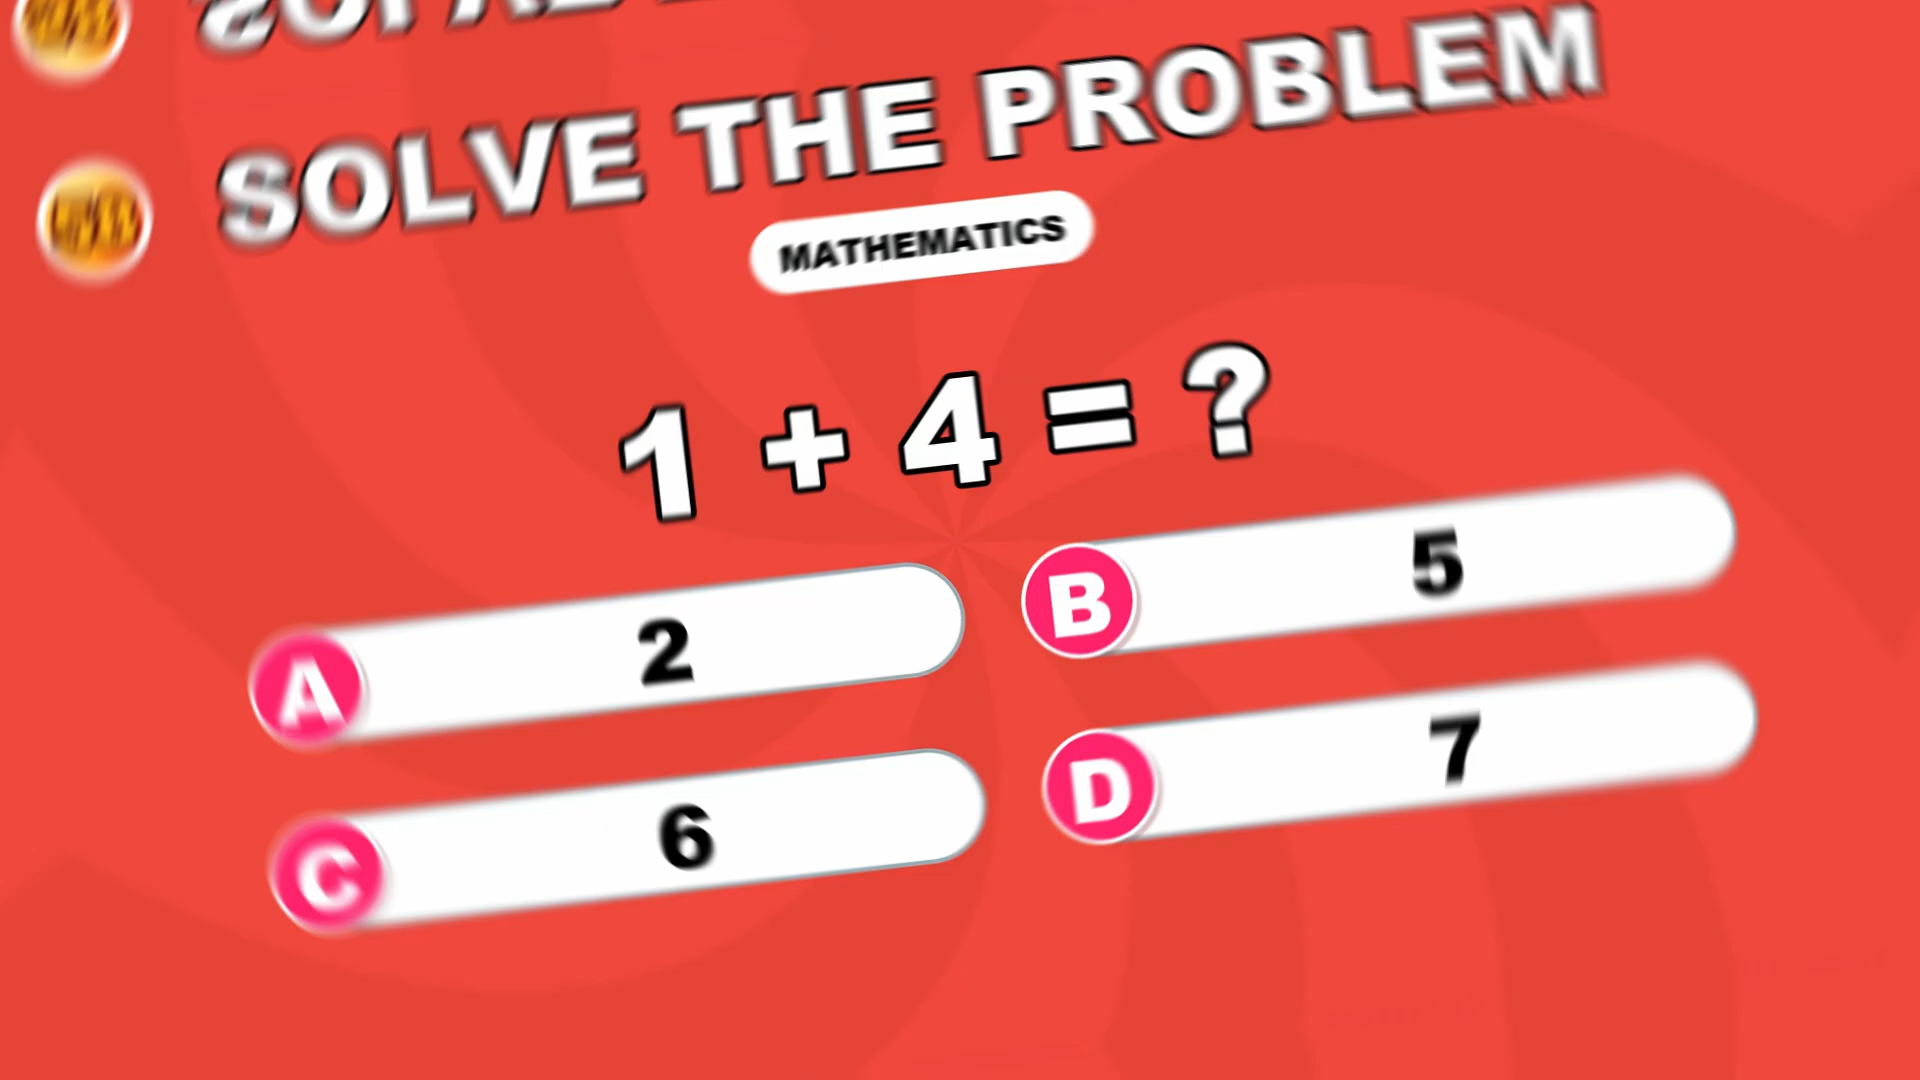 SOLVE THE PROBLEM
MATHEMATICS
1 + 4 = ?
A 2
B 5
C 6
D 7